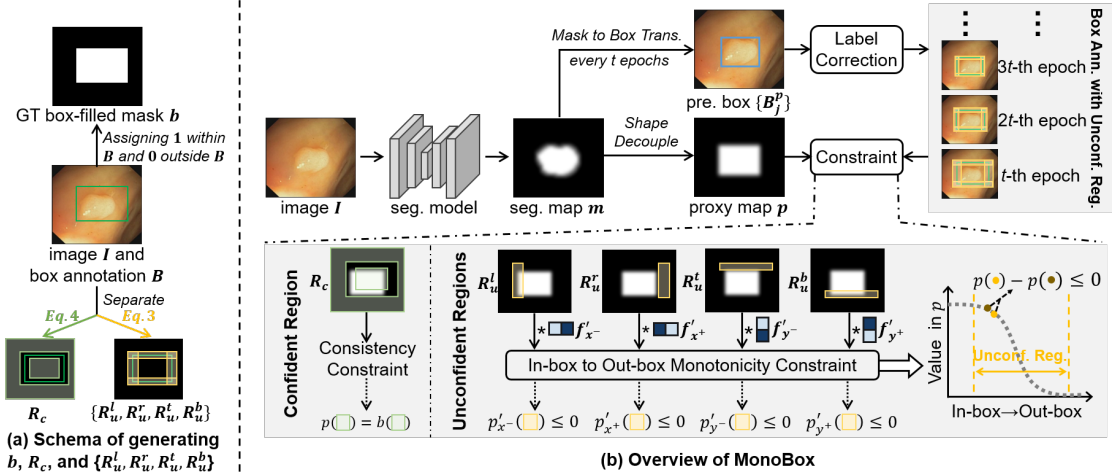 GT box-filled mask b
Assigning 1 within
B and 0 outside B
image I and
box annotation B
Separate
Eq.4
Eq.3
R_c
{R_u^l, R_u^r, R_u^t, R_u^b}
(a) Schema of generating
b, R_c, and {R_u^l, R_u^r, R_u^t, R_u^b}
Mask to Box Trans.
every t epochs
pre. box {B_j^p}
Label
Correction
image I
seg. model
seg. map m
Shape
Decouple
proxy map p
Constraint
3t-th epoch
2t-th epoch
t-th epoch
Box Ann. with Unconf. Reg.
Confident Region
R_c
Consistency
Constraint
p( ) = b( )
Unconfident Regions
R_u^l
R_u^r
R_u^t
R_u^b
* f'_{x^-}
* f'_{x^+}
* f'_{y^-}
* f'_{y^+}
In-box to Out-box Monotonicity Constraint
p'_{x^-}( ) ≤ 0
p'_{x^+}( ) ≤ 0
p'_{y^-}( ) ≤ 0
p'_{y^+}( ) ≤ 0
p( ) − p( ) ≤ 0
Value in p
Unconf. Reg.
In-box→Out-box
(b) Overview of MonoBox